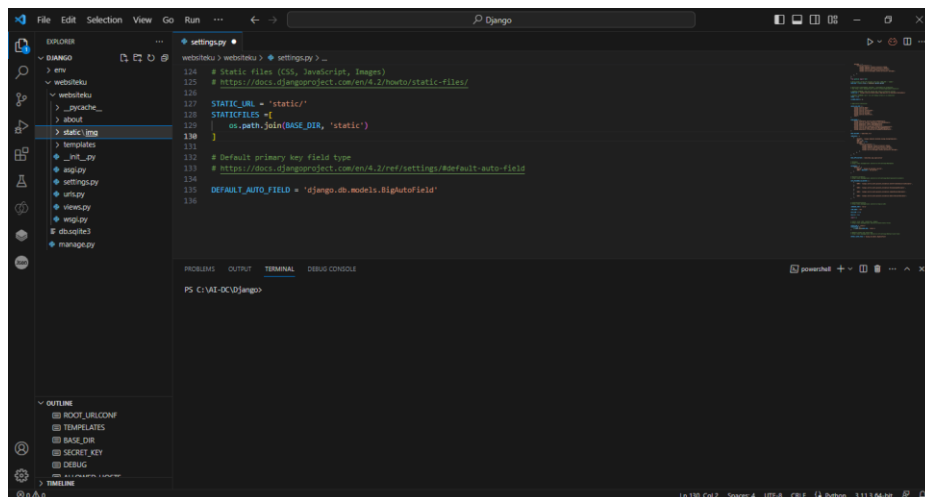 File Edit Selection View Go Run ···
Django
EXPLORER ···
DJANGO
env
websiteku
websiteku
__pycache__
about
static\img
templates
__init__.py
asgi.py
settings.py
urls.py
views.py
wsgi.py
db.sqlite3
manage.py
OUTLINE
ROOT_URLCONF
TEMPELATES
BASE_DIR
SECRET_KEY
DEBUG
TIMELINE
settings.py ●
websiteku > websiteku > settings.py > ...
124 # Static files (CSS, JavaScript, Images)
125 # https://docs.djangoproject.com/en/4.2/howto/static-files/
126
127 STATIC_URL = 'static/'
128 STATICFILES =[
129 os.path.join(BASE_DIR, 'static')
130 ]
131
132 # Default primary key field type
133 # https://docs.djangoproject.com/en/4.2/ref/settings/#default-auto-field
134
135 DEFAULT_AUTO_FIELD = 'django.db.models.BigAutoField'
136
PROBLEMS OUTPUT TERMINAL DEBUG CONSOLE
powershell
PS C:\AI-DC\Django>
Ln 130, Col 2 Spaces: 4 UTF-8 CRLF Python 3.11.3 64-bit